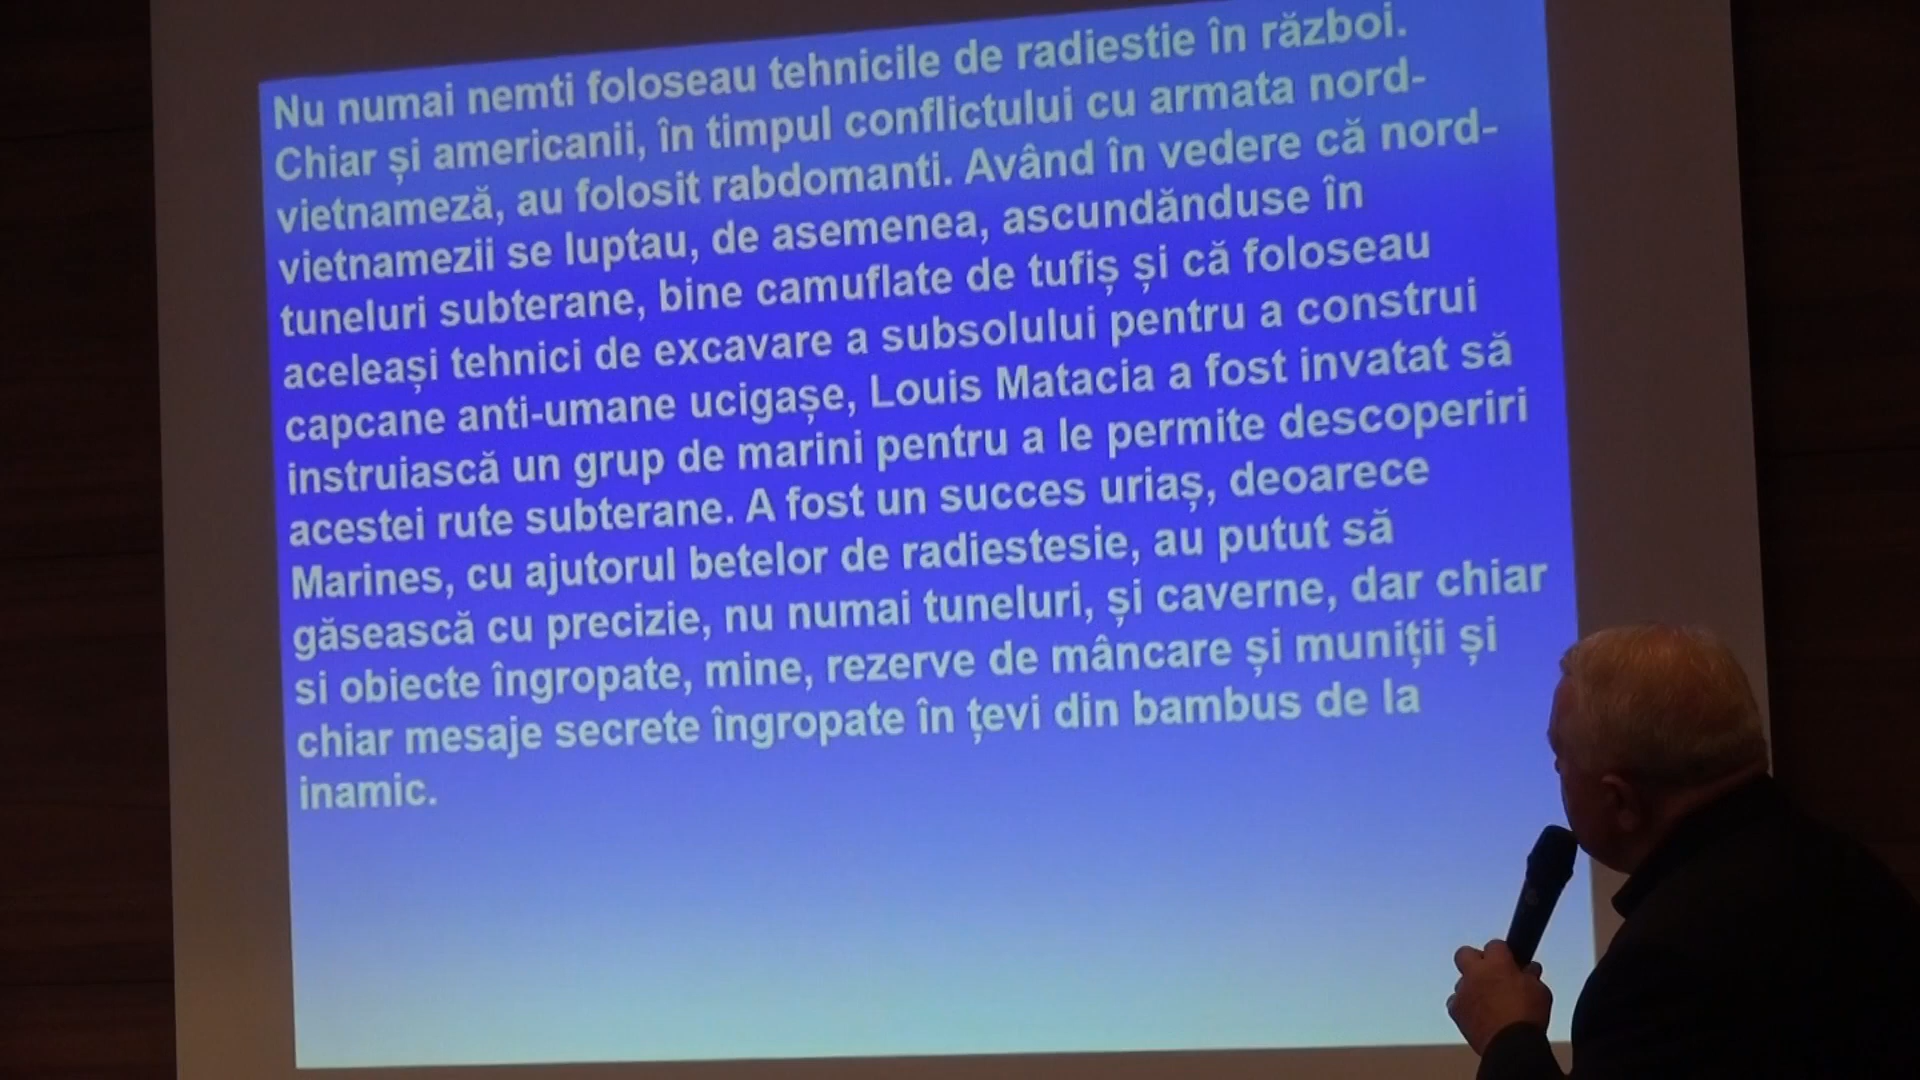 Nu numai nemti foloseau tehnicile de radiestie în război.
Chiar și americanii, în timpul conflictului cu armata nord-
vietnameză, au folosit rabdomanti. Având în vedere că nord-
vietnamezii se luptau, de asemenea, ascundănduse în
tuneluri subterane, bine camuflate de tufiș și că foloseau
aceleași tehnici de excavare a subsolului pentru a construi
capcane anti-umane ucigașe, Louis Matacia a fost invatat să
instruiască un grup de marini pentru a le permite descoperiri
acestei rute subterane. A fost un succes uriaș, deoarece
Marines, cu ajutorul betelor de radiestesie, au putut să
găsească cu precizie, nu numai tuneluri, și caverne, dar chiar
si obiecte îngropate, mine, rezerve de mâncare și muniții și
chiar mesaje secrete îngropate în țevi din bambus de la
inamic.